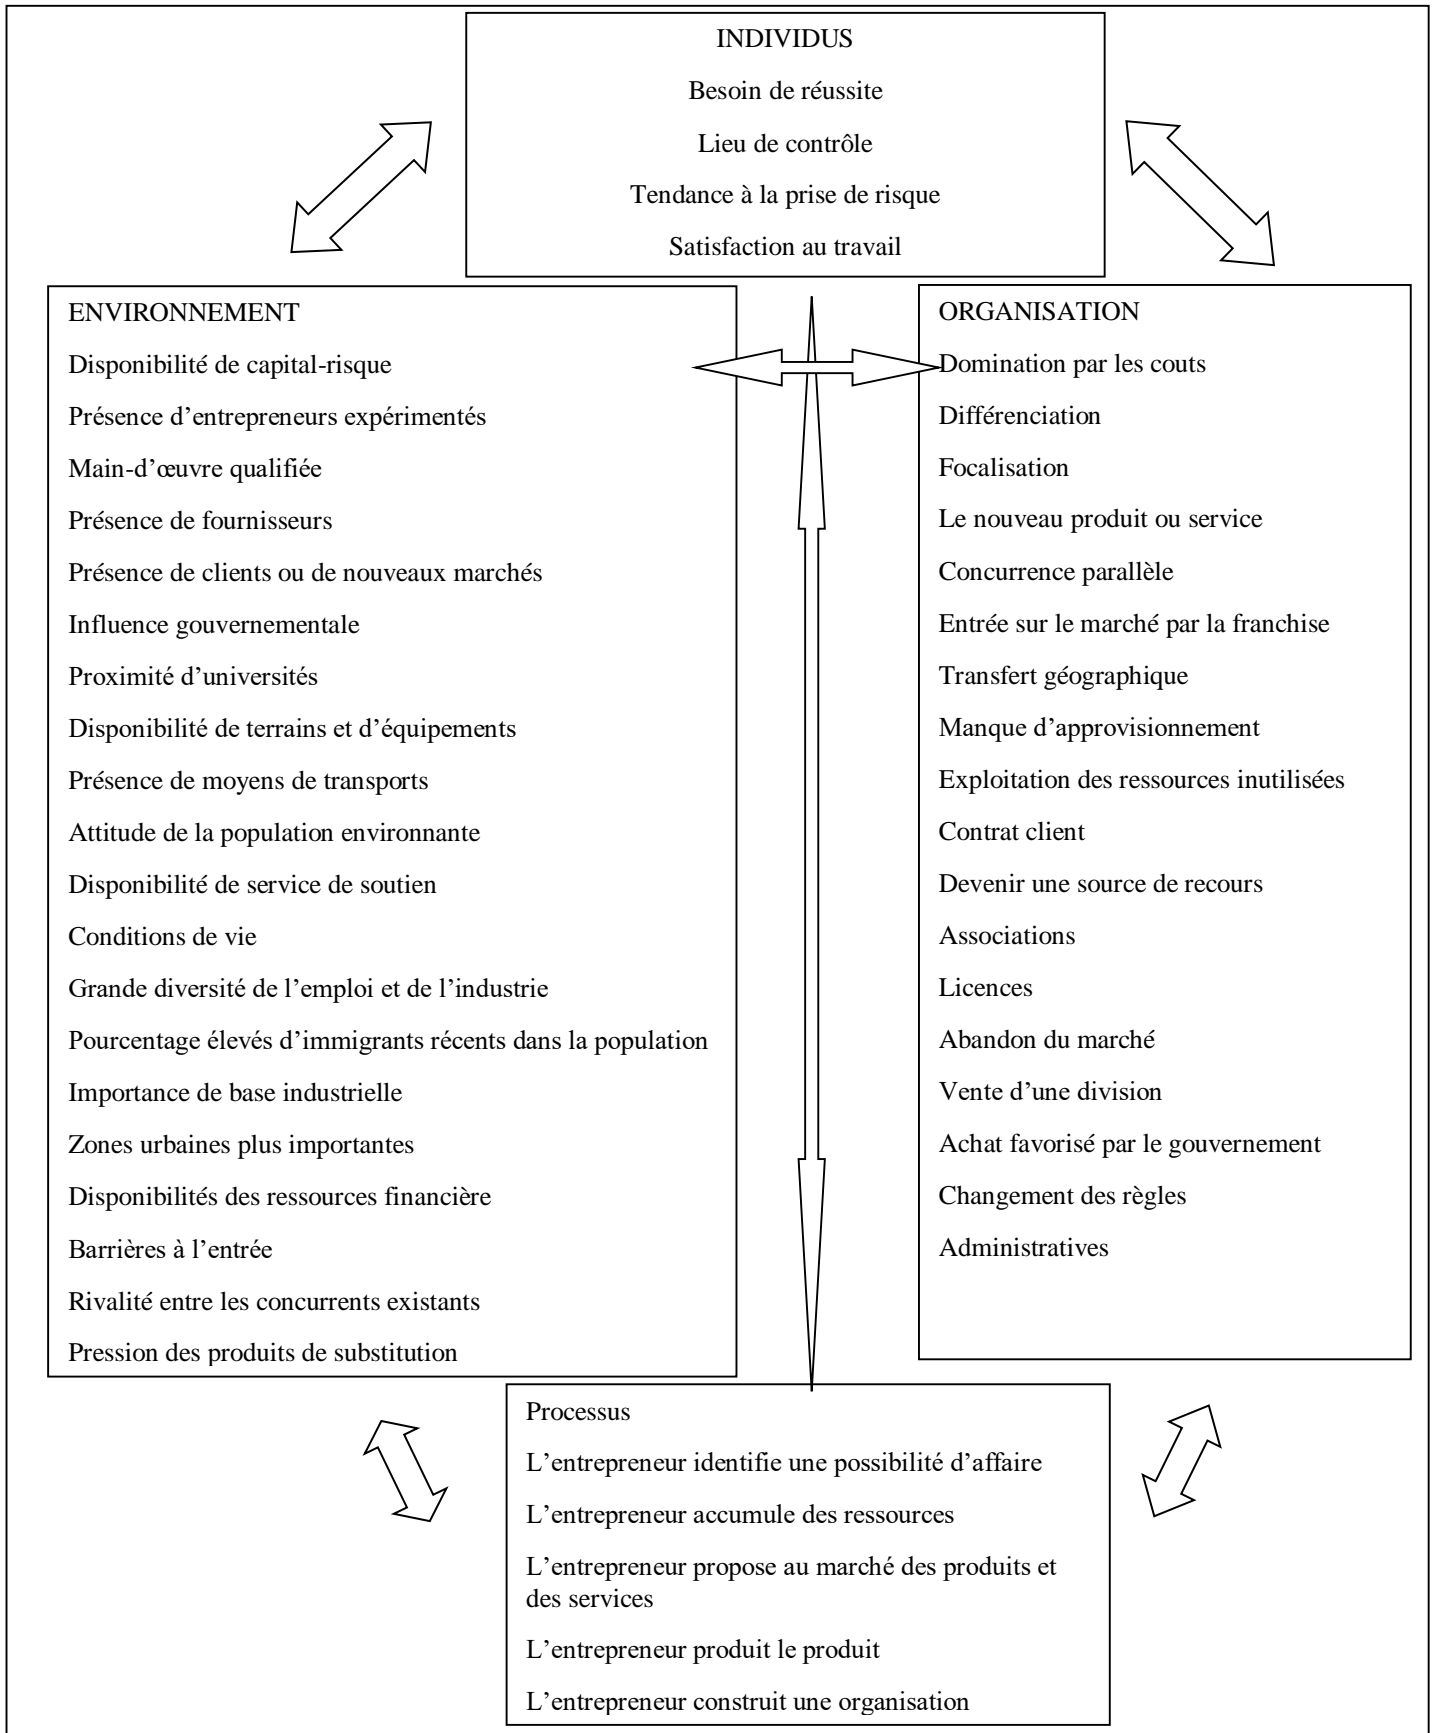 INDIVIDUS
Besoin de réussite
Lieu de contrôle
Tendance à la prise de risque
Satisfaction au travail
ENVIRONNEMENT
Disponibilité de capital-risque
Présence d’entrepreneurs expérimentés
Main-d’œuvre qualifiée
Présence de fournisseurs
Présence de clients ou de nouveaux marchés
Influence gouvernementale
Proximité d’universités
Disponibilité de terrains et d’équipements
Présence de moyens de transports
Attitude de la population environnante
Disponibilité de service de soutien
Conditions de vie
Grande diversité de l’emploi et de l’industrie
Pourcentage élevés d’immigrants récents dans la population
Importance de base industrielle
Zones urbaines plus importantes
Disponibilités des ressources financière
Barrières à l’entrée
Rivalité entre les concurrents existants
Pression des produits de substitution
ORGANISATION
Domination par les couts
Différenciation
Focalisation
Le nouveau produit ou service
Concurrence parallèle
Entrée sur le marché par la franchise
Transfert géographique
Manque d’approvisionnement
Exploitation des ressources inutilisées
Contrat client
Devenir une source de recours
Associations
Licences
Abandon du marché
Vente d’une division
Achat favorisé par le gouvernement
Changement des règles
Administratives
Processus
L’entrepreneur identifie une possibilité d’affaire
L’entrepreneur accumule des ressources
L’entrepreneur propose au marché des produits et
des services
L’entrepreneur produit le produit
L’entrepreneur construit une organisation